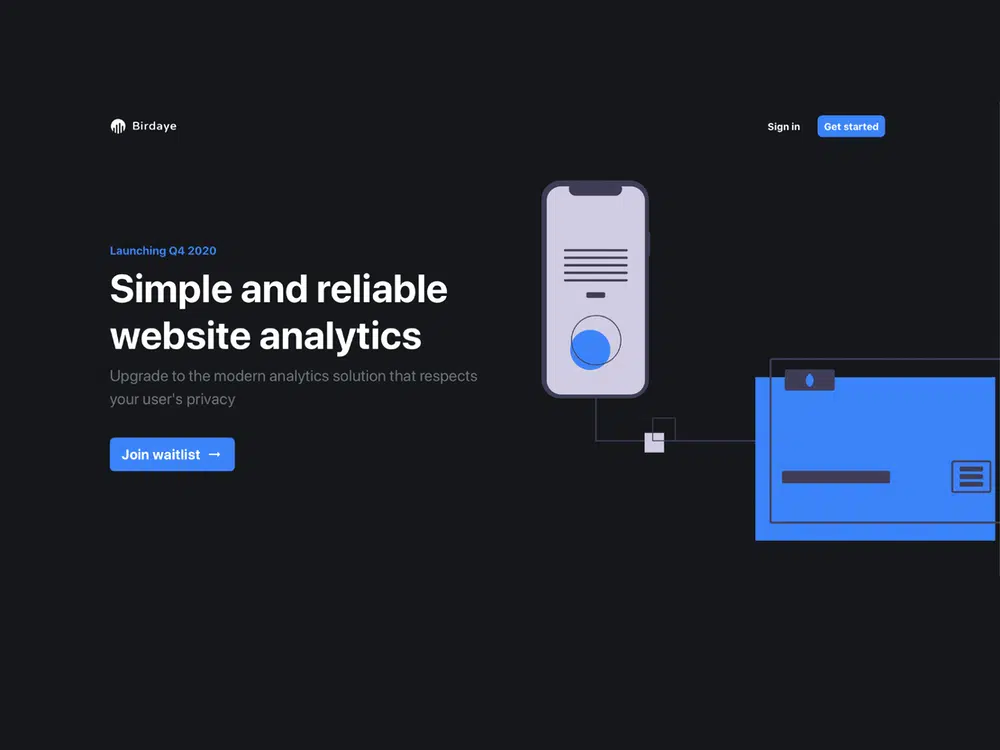 Birdaye
Sign in
Get started
Launching Q4 2020
Simple and reliable
website analytics
Upgrade to the modern analytics solution that respects
your user's privacy
Join waitlist →